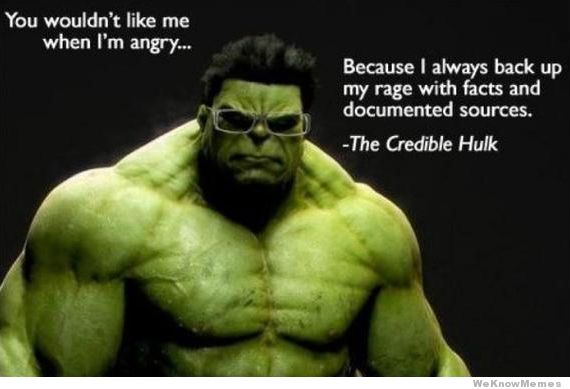 You wouldn't like me
when I'm angry...
Because I always back up
my rage with facts and
documented sources.
-The Credible Hulk
WeKnowMemes